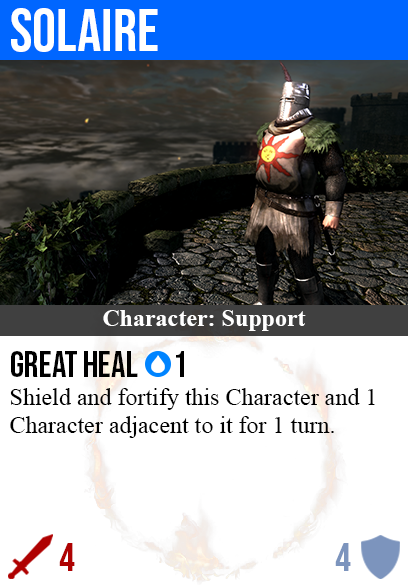 SOLAIRE
Character: Support
GREAT HEAL 1
Shield and fortify this Character and 1
Character adjacent to it for 1 turn.
4 4